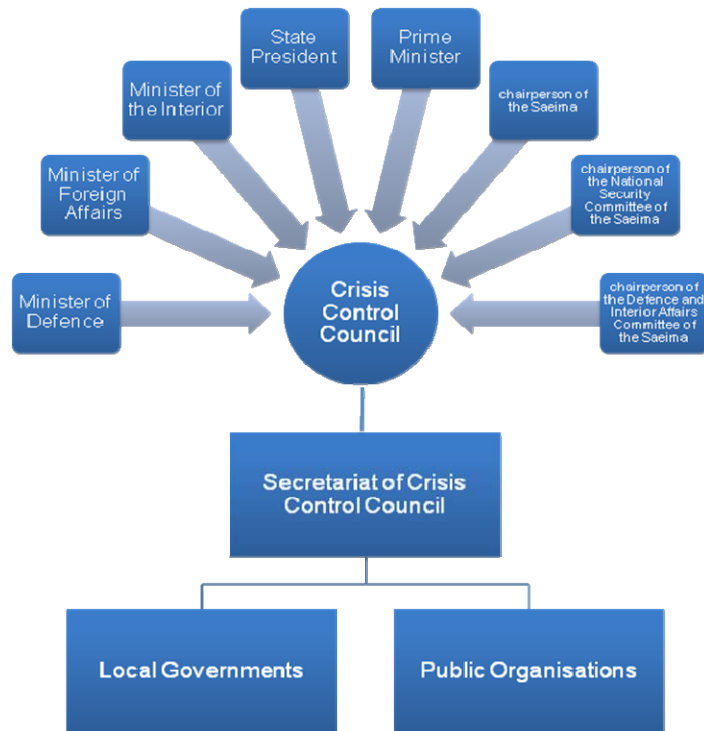 State
President
Prime
Minister
Minister of
the Interior
chairperson of
the Saeima
Minister of
Foreign
Affairs
chairperson of
the National
Security
Committee of
the Saeima
Minister of
Defence
Crisis
Control
Council
chairperson of
the Defence and
Interior Affairs
Committee of
the Saeima
Secretariat of Crisis
Control Council
Local Governments
Public Organisations